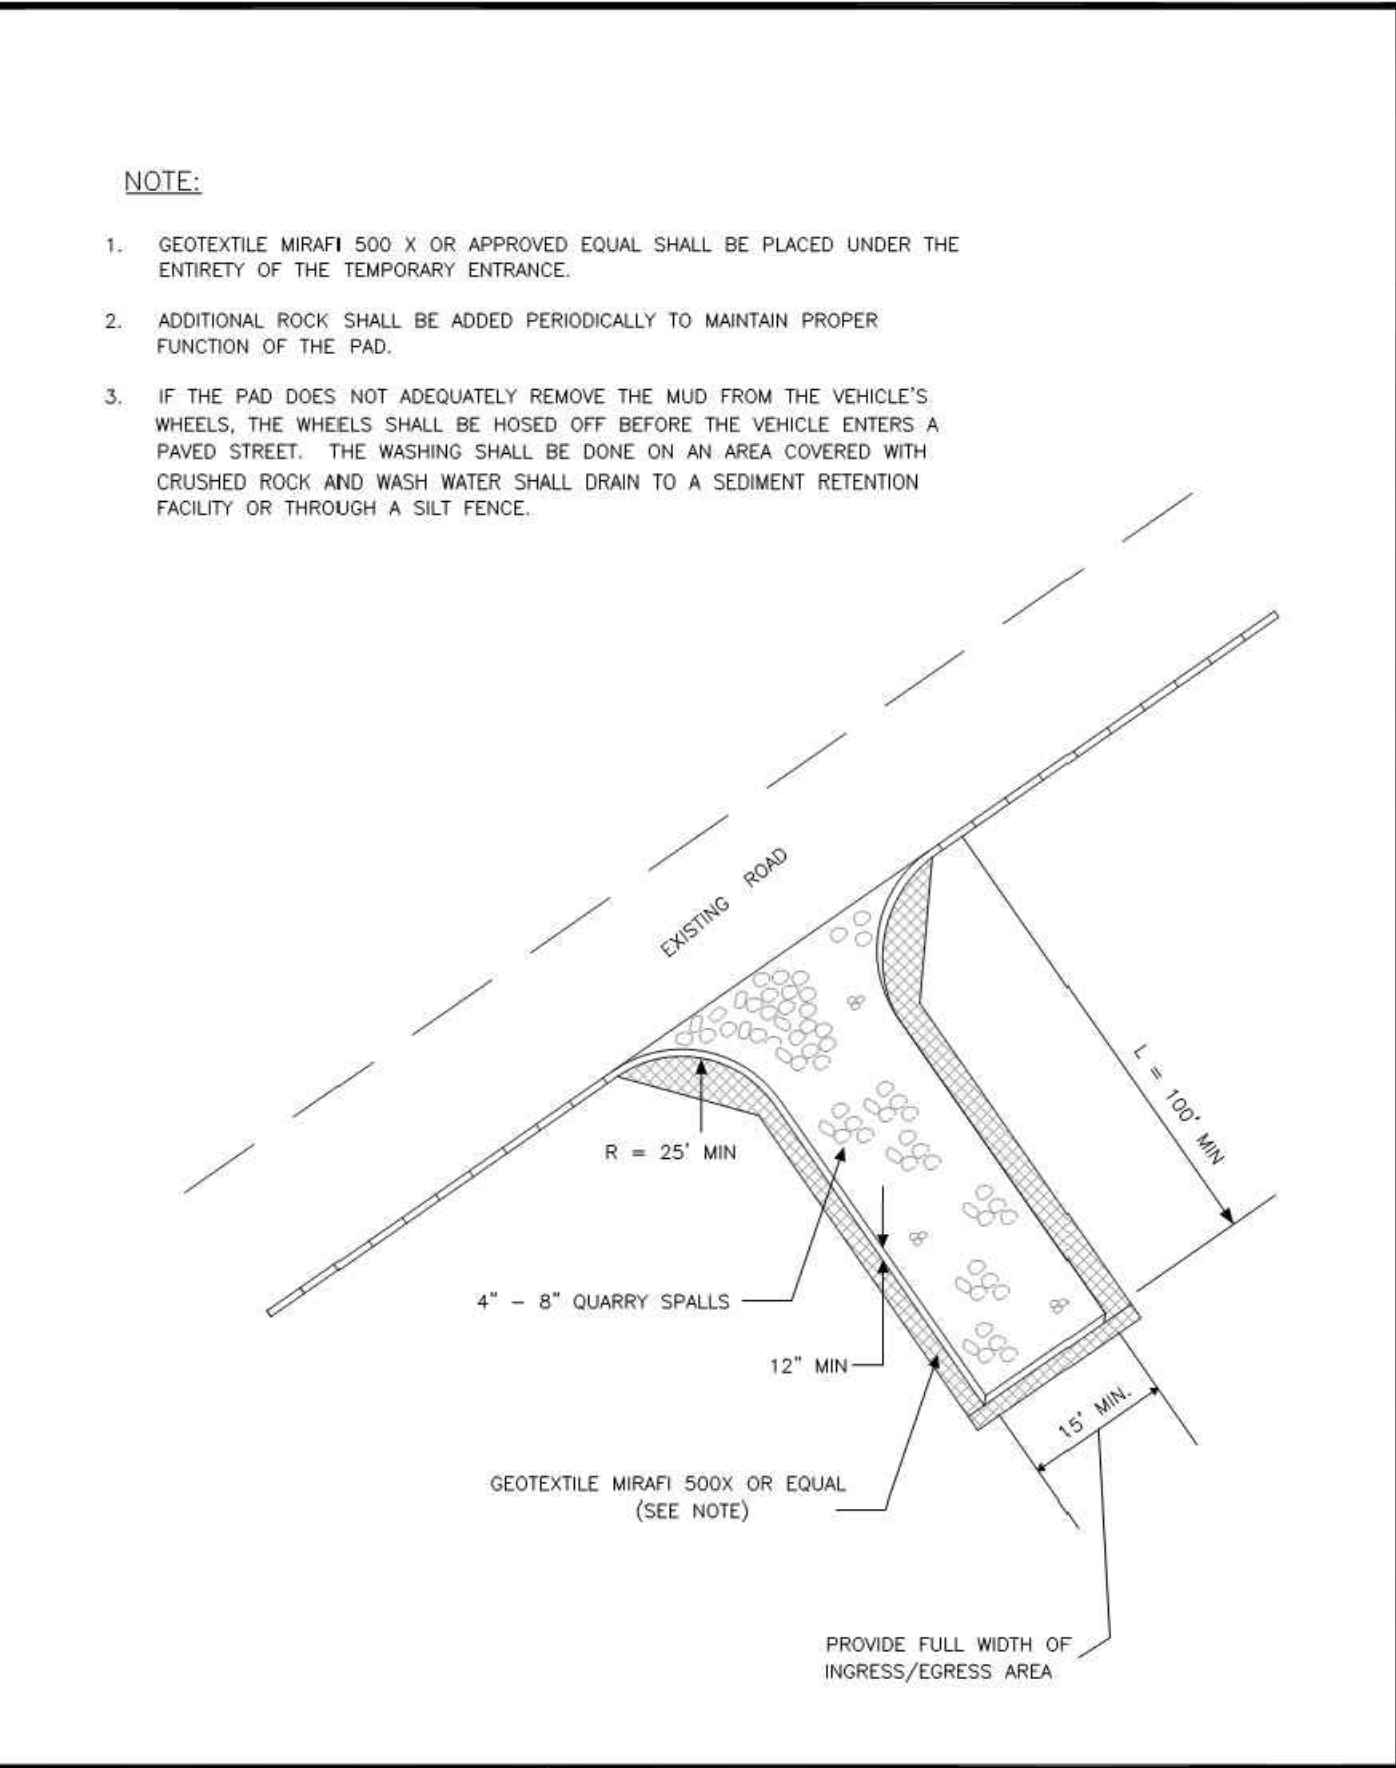 NOTE:
1. GEOTEXTILE MIRAFI 500 X OR APPROVED EQUAL SHALL BE PLACED UNDER THE
ENTIRETY OF THE TEMPORARY ENTRANCE.
2. ADDITIONAL ROCK SHALL BE ADDED PERIODICALLY TO MAINTAIN PROPER
FUNCTION OF THE PAD.
3. IF THE PAD DOES NOT ADEQUATELY REMOVE THE MUD FROM THE VEHICLE'S
WHEELS, THE WHEELS SHALL BE HOSED OFF BEFORE THE VEHICLE ENTERS A
PAVED STREET. THE WASHING SHALL BE DONE ON AN AREA COVERED WITH
CRUSHED ROCK AND WASH WATER SHALL DRAIN TO A SEDIMENT RETENTION
FACILITY OR THROUGH A SILT FENCE.
EXISTING ROAD
L = 100' MIN
R = 25' MIN
4" – 8" QUARRY SPALLS
12" MIN
15' MIN.
GEOTEXTILE MIRAFI 500X OR EQUAL
(SEE NOTE)
PROVIDE FULL WIDTH OF
INGRESS/EGRESS AREA